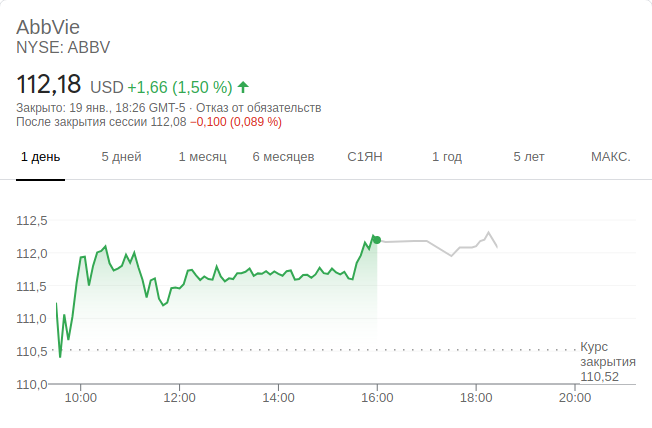 AbbVie
NYSE: ABBV
112,18 USD +1,66 (1,50 %)
Закрыто: 19 янв., 18:26 GMT-5 · Отказ от обязательств
После закрытия сессии 112,08 −0,100 (0,089 %)
1 день 5 дней 1 месяц 6 месяцев С1ЯН 1 год 5 лет МАКС.
112,5
112,0
111,5
111,0
110,5
110,0
Курс
закрытия
110,52
10:00 12:00 14:00 16:00 18:00 20:00